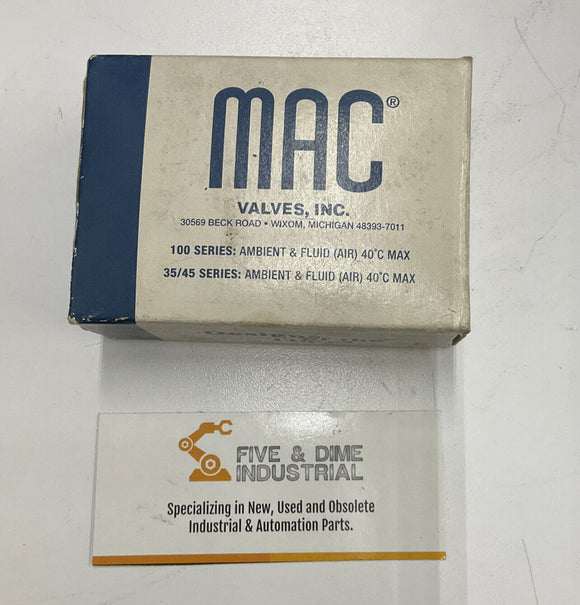 MAC®
VALVES, INC.
30569 BECK ROAD • WIXOM, MICHIGAN 48393-7011
100 SERIES: AMBIENT & FLUID (AIR) 40°C MAX
35/45 SERIES: AMBIENT & FLUID (AIR) 40°C MAX
FIVE & DIME
INDUSTRIAL
Specializing in New, Used and Obsolete
Industrial & Automation Parts.